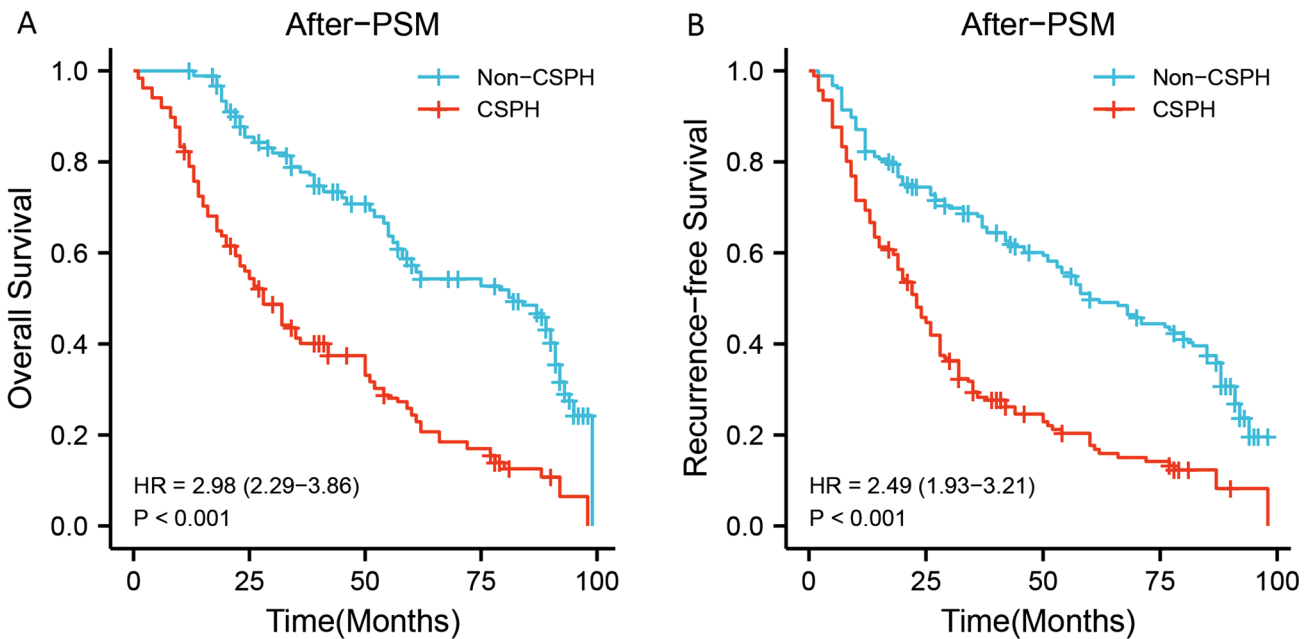 A
After−PSM
Non−CSPH
CSPH
Overall Survival
1.0
0.8
0.6
0.4
0.2
0.0
HR = 2.98 (2.29−3.86)
P < 0.001
0 25 50 75 100
Time(Months)
B
After−PSM
Non−CSPH
CSPH
Recurrence-free Survival
1.0
0.8
0.6
0.4
0.2
0.0
HR = 2.49 (1.93−3.21)
P < 0.001
0 25 50 75 100
Time(Months)